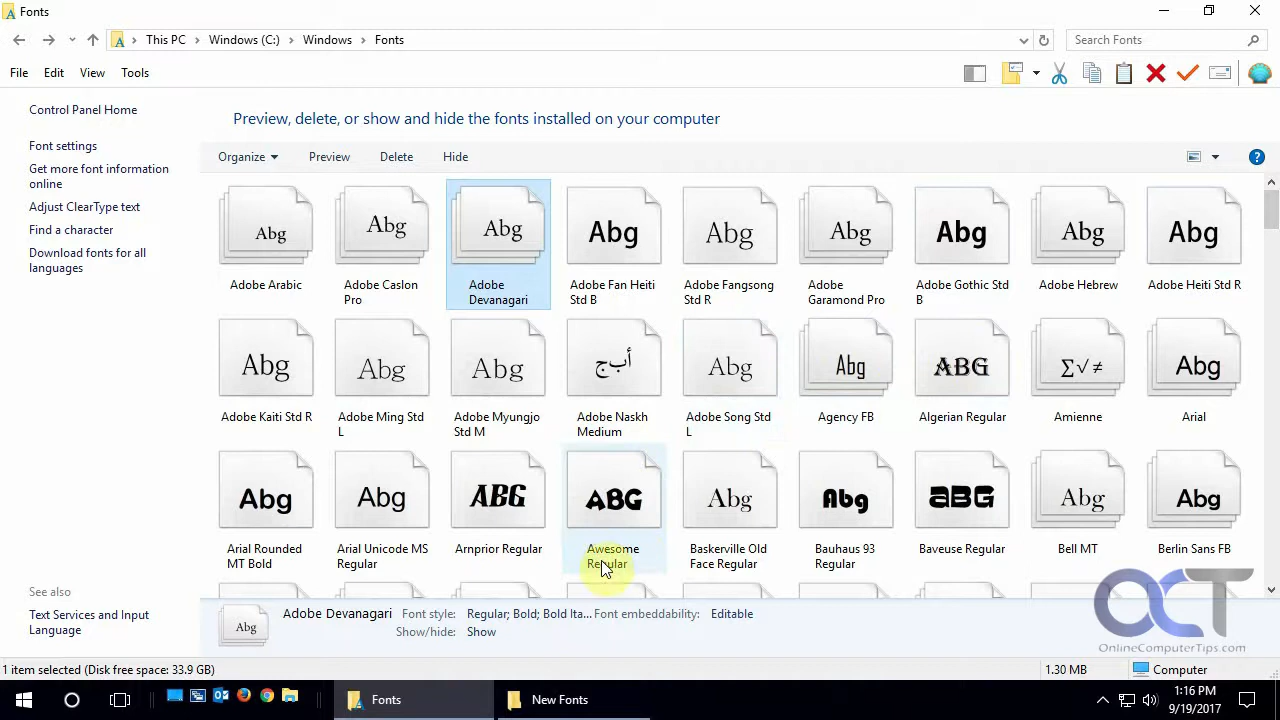 Fonts
This PC > Windows (C:) > Windows > Fonts
Search Fonts
File Edit View Tools
Control Panel Home
Font settings
Get more font information
online
Adjust ClearType text
Find a character
Download fonts for all
languages
See also
Text Services and Input
Language
Preview, delete, or show and hide the fonts installed on your computer
Organize Preview Delete Hide
?
Abg Abg Abg Abg Abg Abg Abg Abg Abg
Adobe Arabic
Adobe Caslon
Pro
Adobe
Devanagari
Adobe Fan Heiti
Std B
Adobe Fangsong
Std R
Adobe
Garamond Pro
Adobe Gothic Std
B
Adobe Hebrew
Adobe Heiti Std R
Abg Abg Abg أبج Abg Abg ABG Σ√≠ Abg
Adobe Kaiti Std R
Adobe Ming Std
L
Adobe Myungjo
Std M
Adobe Naskh
Medium
Adobe Song Std
L
Agency FB
Algerian Regular
Amienne
Arial
Abg Abg ABG ABG Abg Abg aBG Abg Abg
Arial Rounded
MT Bold
Arial Unicode MS
Regular
Arnprior Regular
Awesome
Regular
Baskerville Old
Face Regular
Bauhaus 93
Regular
Baveuse Regular
Bell MT
Berlin Sans FB
Abg
Adobe Devanagari Font style: Regular; Bold; Bold Ita... Font embeddability: Editable
Show/hide: Show
OCT
OnlineComputerTips.com
1 item selected (Disk free space: 33.9 GB) 1.30 MB Computer
Fonts New Fonts
1:16 PM
9/19/2017